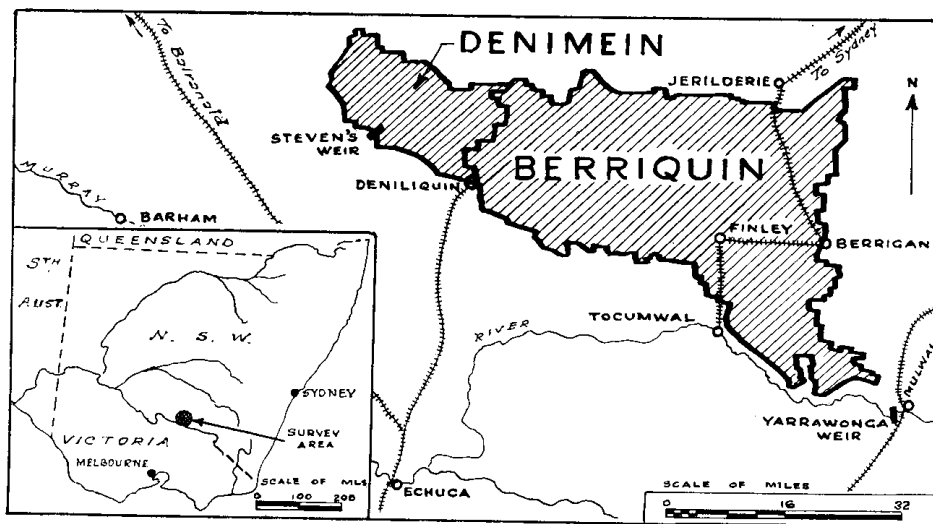 To Balranald
DENIMEIN
To Sydney
JERILDERIE
N
STEVEN'S
WEIR
BERRIQUIN
DENILIQUIN
MURRAY
BARHAM
FINLEY
BERRIGAN
TOCUMWAL
RIVER
MULWALA
YARRAWONGA
WEIR
ECHUCA
SCALE OF MILES
0 16 32
QUEENSLAND
STH
AUST.
N. S. W.
SYDNEY
SURVEY
AREA
VICTORIA
MELBOURNE
SCALE OF MLS.
0 100 200